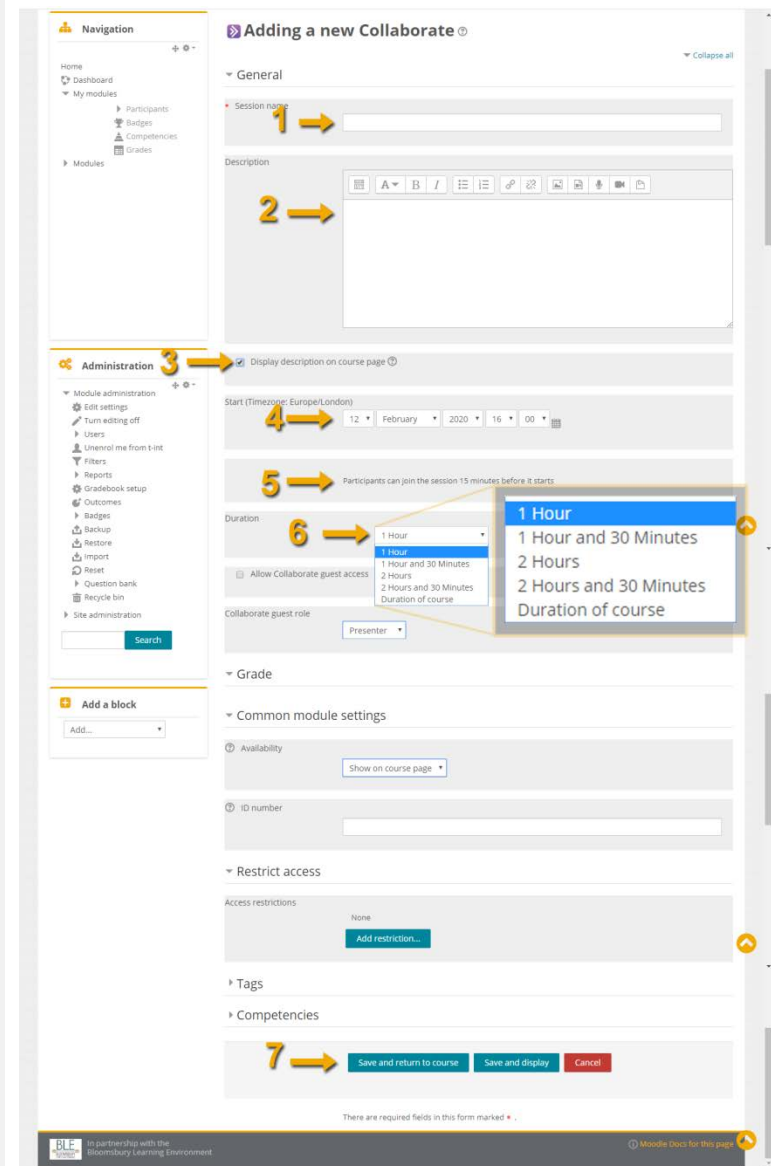 Navigation
Home
Dashboard
My modules
Participants
Badges
Competencies
Grades
Modules
Administration
Module administration
Edit settings
Turn editing off
Users
Unenrol me from t-int
Filters
Reports
Gradebook setup
Outcomes
Badges
Backup
Restore
Import
Reset
Question bank
Recycle bin
Site administration
Search
Add a block
Add...
Adding a new Collaborate
Collapse all
General
* Session name
1
Description
A B I
2
3
Display description on course page
Start (Timezone: Europe/London)
4
12 February 2020 16 00
5
Participants can join the session 15 minutes before it starts
Duration
6
1 Hour
1 Hour
1 Hour and 30 Minutes
2 Hours
2 Hours and 30 Minutes
Duration of course
1 Hour
1 Hour and 30 Minutes
2 Hours
2 Hours and 30 Minutes
Duration of course
Allow Collaborate guest access
Collaborate guest role
Presenter
Grade
Common module settings
Availability
Show on course page
ID number
Restrict access
Access restrictions
None
Add restriction...
Tags
Competencies
7
Save and return to course Save and display Cancel
There are required fields in this form marked * .
BLE
In partnership with the
Bloomsbury Learning Environment
Moodle Docs for this page